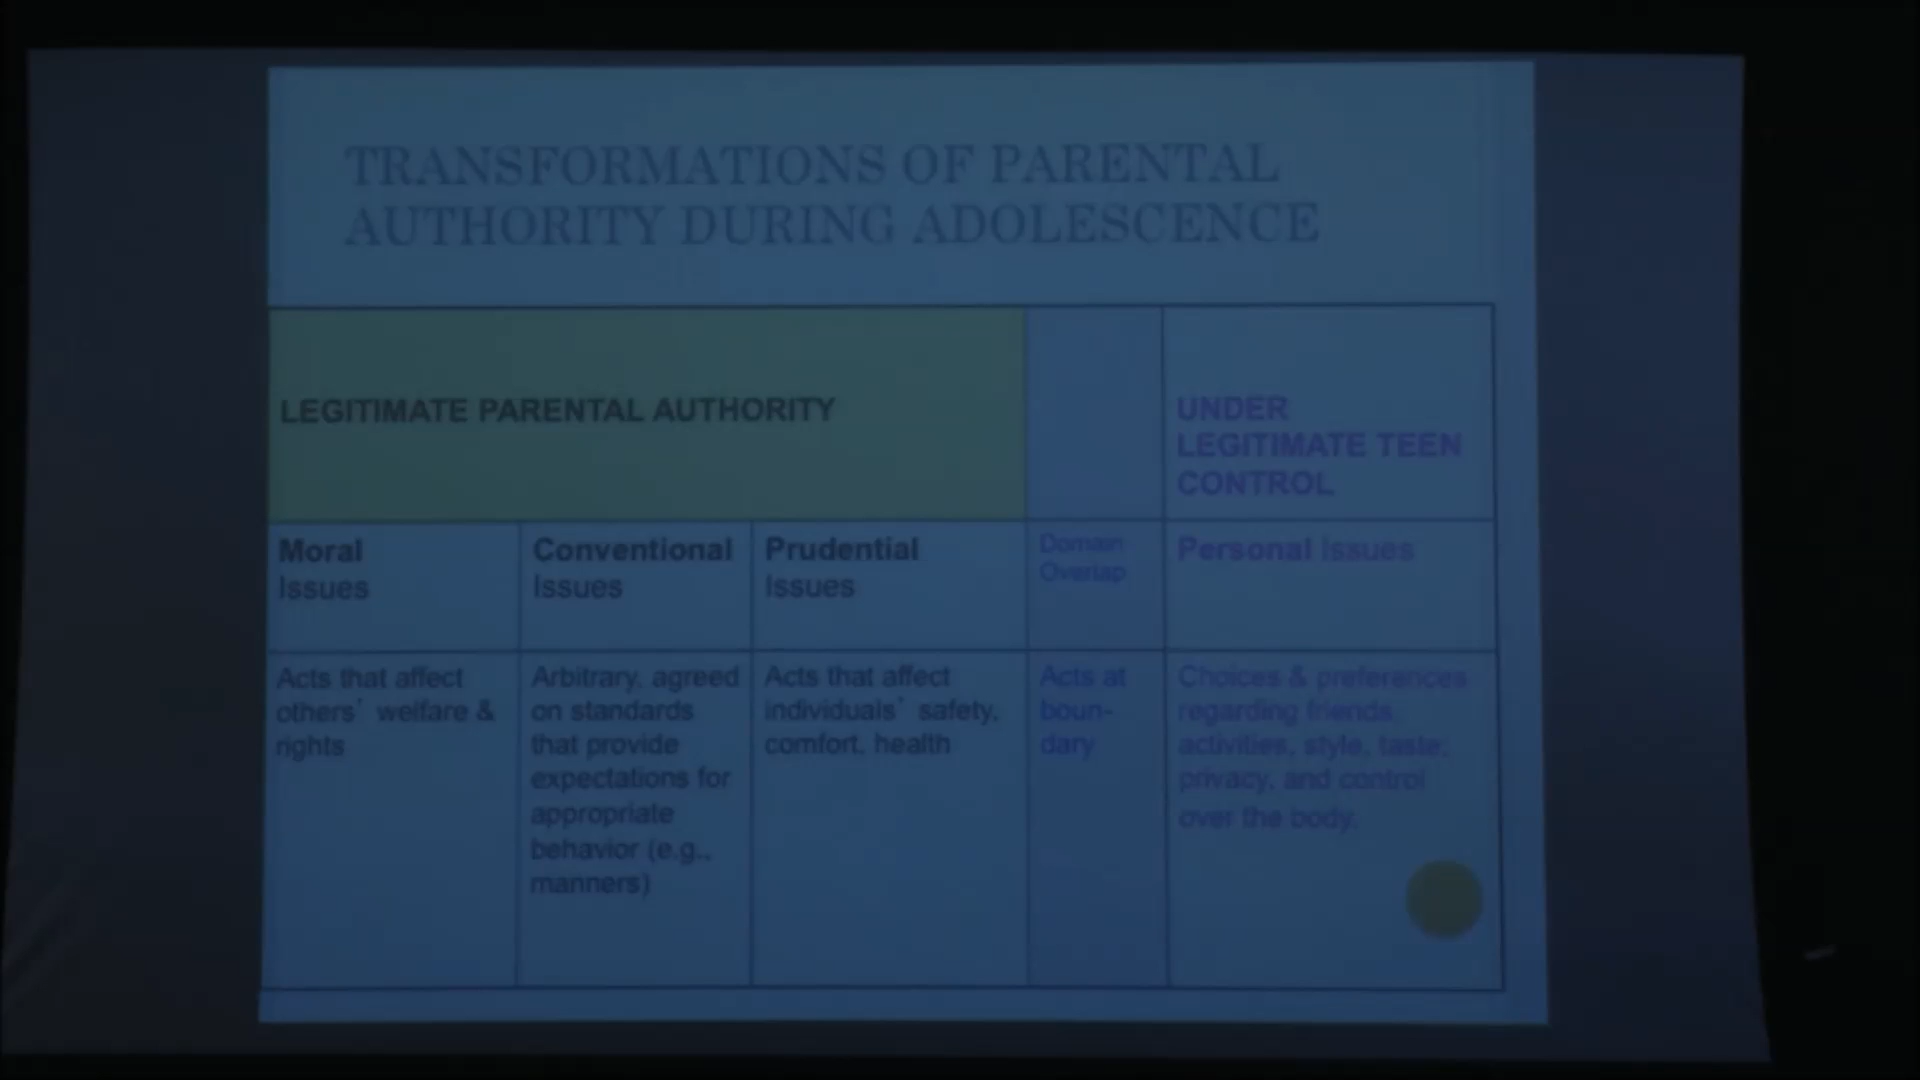 TRANSFORMATIONS OF PARENTAL
AUTHORITY DURING ADOLESCENCE
LEGITIMATE PARENTAL AUTHORITY
UNDER
LEGITIMATE TEEN
CONTROL
Moral
Issues
Conventional
Issues
Prudential
Issues
Domain
Overlap
Personal Issues
Acts that affect
others' welfare &
rights
Arbitrary, agreed
on standards
that provide
expectations for
appropriate
behavior (e.g.,
manners)
Acts that affect
individuals' safety,
comfort, health
Acts at
boun-
dary
Choices & preferences
regarding friends,
activities, style, taste;
privacy, and control
over the body.